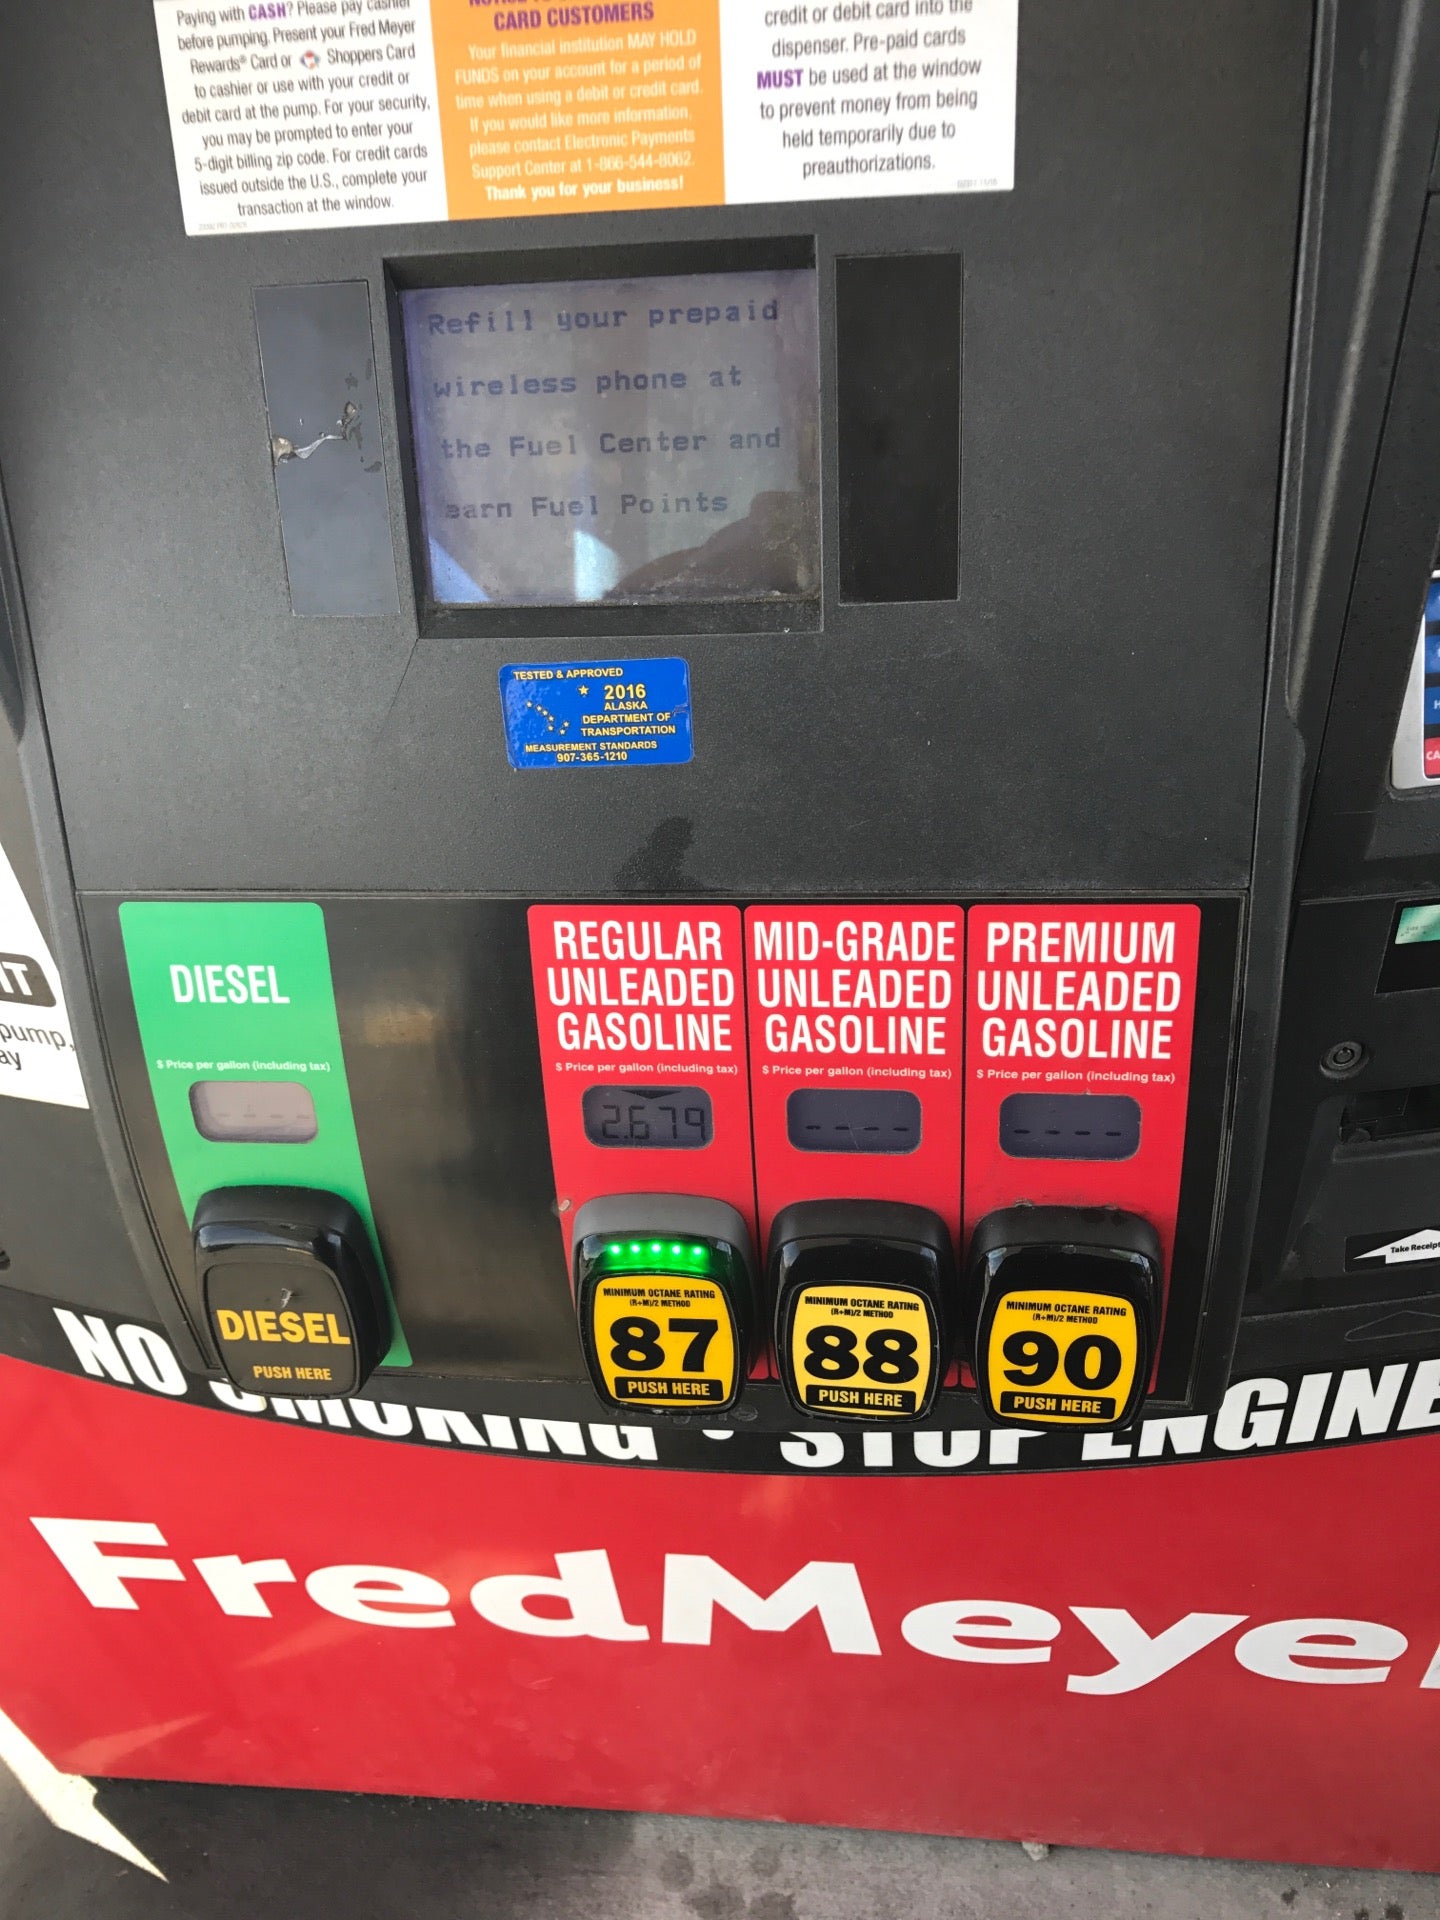 Paying with CASH? Please pay cashier
before pumping. Present your Fred Meyer
Rewards® Card or Shoppers Card
to cashier or use with your credit or
debit card at the pump. For your security,
you may be prompted to enter your
5-digit billing zip code. For credit cards
issued outside the U.S., complete your
transaction at the window.
CARD CUSTOMERS
Your financial institution MAY HOLD
FUNDS on your account for a period of
time when using a debit or credit card.
If you would like more information,
please contact Electronic Payments
Support Center at 1-866-544-8062.
Thank you for your business!
credit or debit card into the
dispenser. Pre-paid cards
MUST be used at the window
to prevent money from being
held temporarily due to
preauthorizations.
Refill your prepaid
wireless phone at
the Fuel Center and
earn Fuel Points
TESTED & APPROVED
2016
ALASKA
DEPARTMENT OF
TRANSPORTATION
MEASUREMENT STANDARDS
907-365-1210
DIESEL
$ Price per gallon (including tax)
- - - -
DIESEL
PUSH HERE
REGULAR
UNLEADED
GASOLINE
$ Price per gallon (including tax)
2.679
MINIMUM OCTANE RATING
(R+M)/2 METHOD
87
PUSH HERE
MID-GRADE
UNLEADED
GASOLINE
$ Price per gallon (including tax)
- - - -
MINIMUM OCTANE RATING
(R+M)/2 METHOD
88
PUSH HERE
PREMIUM
UNLEADED
GASOLINE
$ Price per gallon (including tax)
- - - -
MINIMUM OCTANE RATING
(R+M)/2 METHOD
90
PUSH HERE
pump,
Take Receipt
NO SMOKING • STOP ENGINE
FredMeye